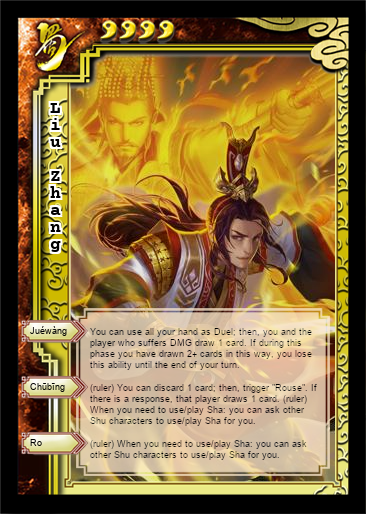 蜀
Liu Zhang
Juéwàng
You can use all your hand as Duel; then, you and the
player who suffers DMG draw 1 card. If during this
phase you have drawn 2+ cards in this way, you lose
this ability until the end of your turn.
Chūbīng
(ruler) You can discard 1 card; then, trigger "Rouse". If
there is a response, that player draws 1 card. (ruler)
When you need to use/play Sha: you can ask other
Shu characters to use/play Sha for you.
Ro
(ruler) When you need to use/play Sha: you can ask
other Shu characters to use/play Sha for you.